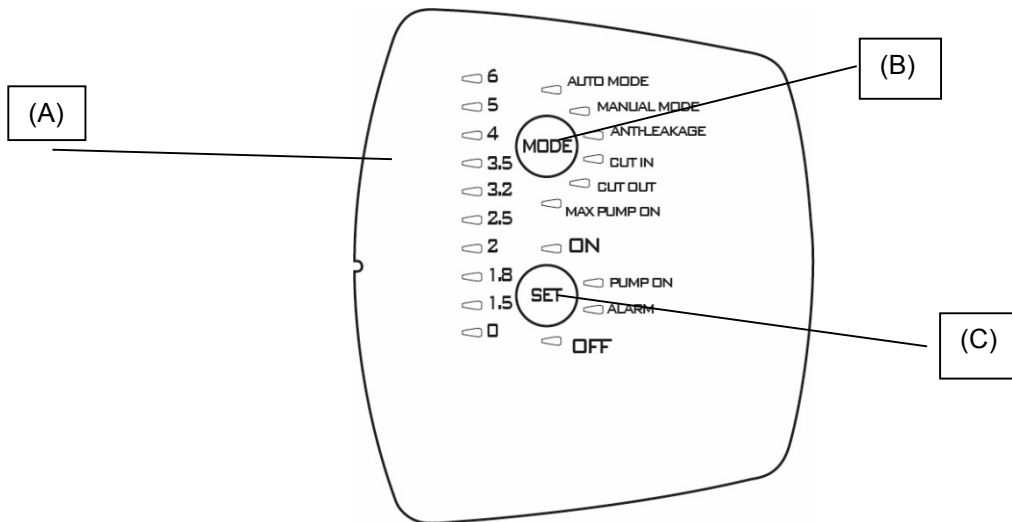 (A)
(B)
(C)
6
5
4
3.5
3.2
2.5
2
1.8
1.5
0
AUTO MODE
MANUAL MODE
ANTI-LEAKAGE
MODE
CUT IN
CUT OUT
MAX PUMP ON
ON
PUMP ON
SET
ALARM
OFF